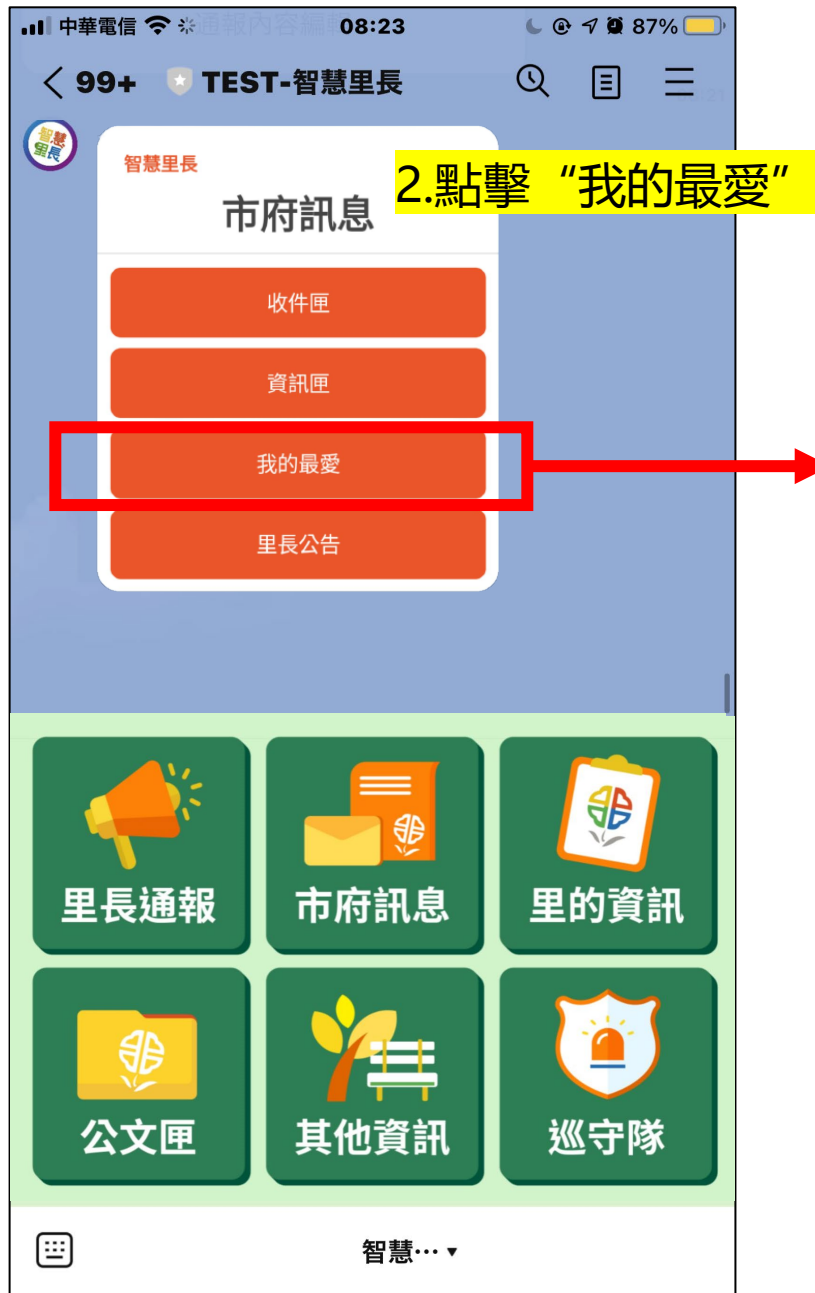 中華電信 08:23 87%
99+ TEST-智慧里長
智慧里長
智慧里長
市府訊息
2.點擊“我的最愛”
收件匣
資訊匣
我的最愛
里長公告
里長通報 市府訊息 里的資訊
公文匣 其他資訊 巡守隊
智慧… ▾